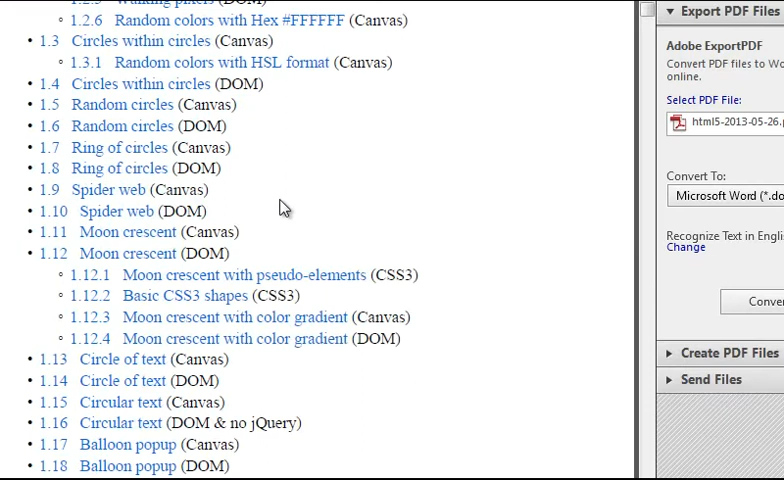 1.2.5 Walking pixels (DOM)
1.2.6 Random colors with Hex #FFFFFF (Canvas)
1.3 Circles within circles (Canvas)
1.3.1 Random colors with HSL format (Canvas)
1.4 Circles within circles (DOM)
1.5 Random circles (Canvas)
1.6 Random circles (DOM)
1.7 Ring of circles (Canvas)
1.8 Ring of circles (DOM)
1.9 Spider web (Canvas)
1.10 Spider web (DOM)
1.11 Moon crescent (Canvas)
1.12 Moon crescent (DOM)
1.12.1 Moon crescent with pseudo-elements (CSS3)
1.12.2 Basic CSS3 shapes (CSS3)
1.12.3 Moon crescent with color gradient (Canvas)
1.12.4 Moon crescent with color gradient (DOM)
1.13 Circle of text (Canvas)
1.14 Circle of text (DOM)
1.15 Circular text (Canvas)
1.16 Circular text (DOM & no jQuery)
1.17 Balloon popup (Canvas)
1.18 Balloon popup (DOM)
Export PDF Files
Adobe ExportPDF
Convert PDF files to Wo
online.
Select PDF File:
html5-2013-05-26.p
Convert To:
Microsoft Word (*.do
Recognize Text in Engli
Change
Conver
Create PDF Files
Send Files